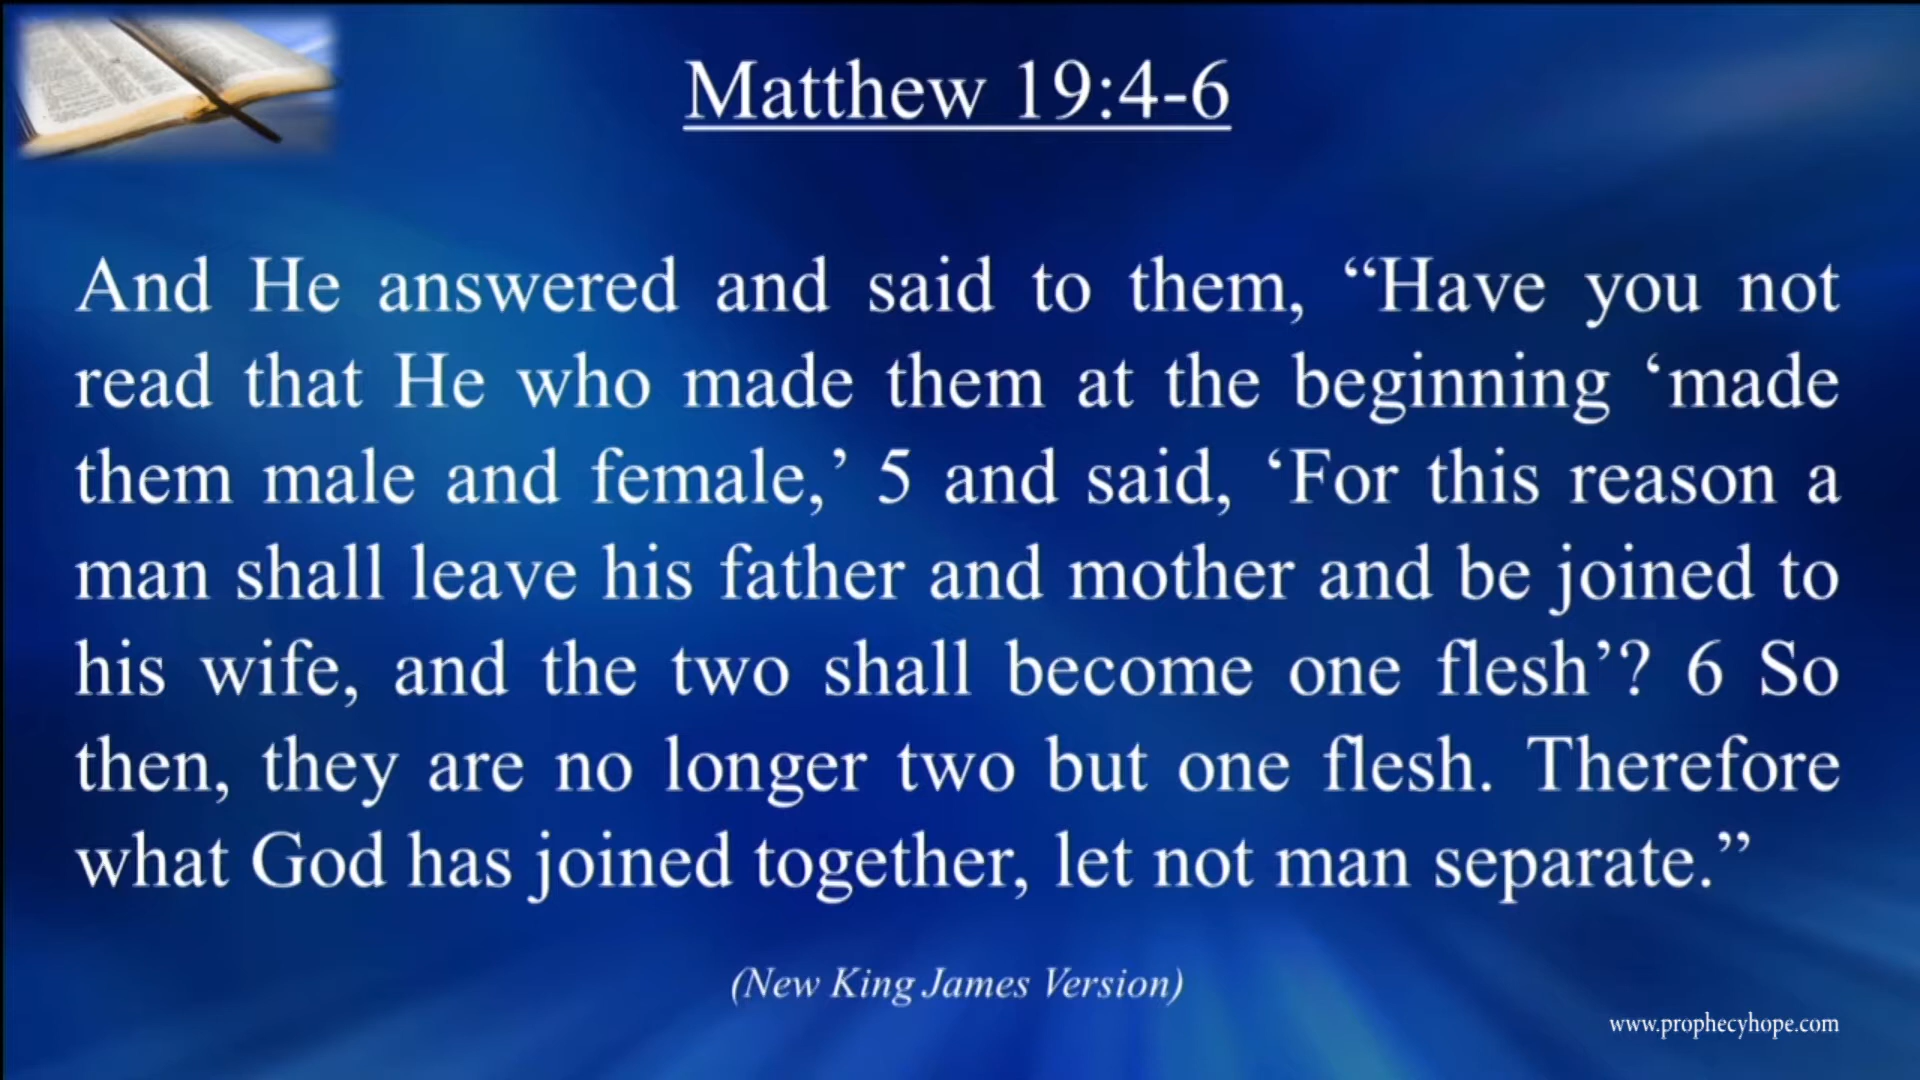 Matthew 19:4-6
And He answered and said to them, “Have you not
read that He who made them at the beginning ‘made
them male and female,’ 5 and said, ‘For this reason a
man shall leave his father and mother and be joined to
his wife, and the two shall become one flesh’? 6 So
then, they are no longer two but one flesh. Therefore
what God has joined together, let not man separate.”
(New King James Version)
www.prophecyhope.com